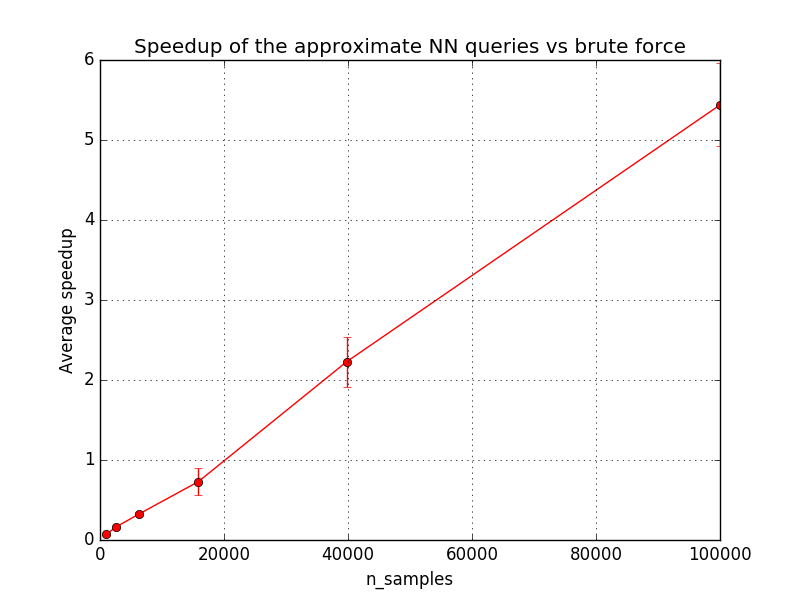 Speedup of the approximate NN queries vs brute force
6
5
4
3
2
1
0
Average speedup
0 20000 40000 60000 80000 100000
n_samples